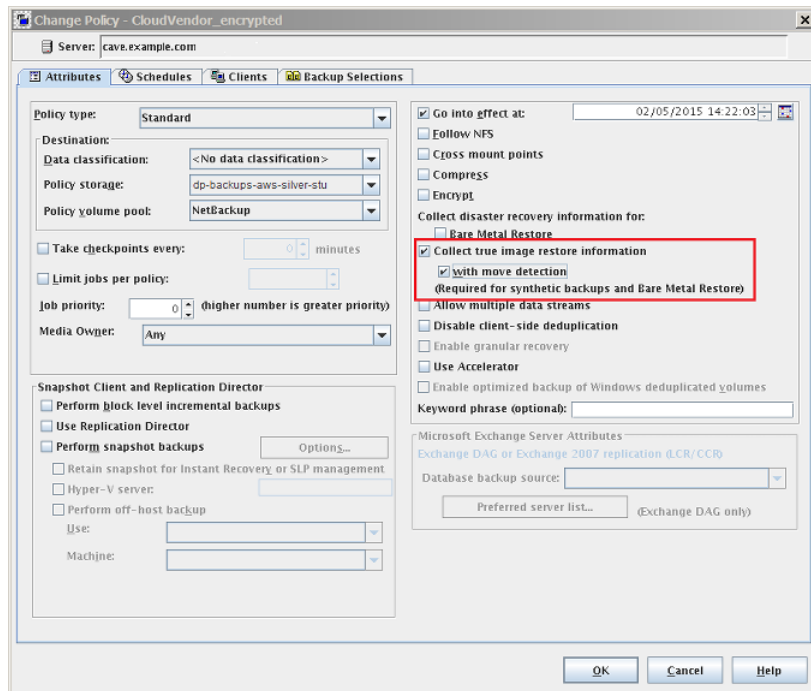 Change Policy - CloudVendor_encrypted
Server: cave.example.com
Attributes Schedules Clients Backup Selections
Policy type: Standard
Destination:
Data classification: <No data classification>
Policy storage: dp-backups-aws-silver-stu
Policy volume pool: NetBackup
Take checkpoints every: 0 minutes
Limit jobs per policy:
Job priority: 0 (higher number is greater priority)
Media Owner: Any
Snapshot Client and Replication Director
Perform block level incremental backups
Use Replication Director
Perform snapshot backups Options...
Retain snapshot for Instant Recovery or SLP management
Hyper-V server:
Perform off-host backup
Use:
Machine:
Go into effect at: 02/05/2015 14:22:03
Follow NFS
Cross mount points
Compress
Encrypt
Collect disaster recovery information for:
Bare Metal Restore
Collect true image restore information
with move detection
(Required for synthetic backups and Bare Metal Restore)
Allow multiple data streams
Disable client-side deduplication
Enable granular recovery
Use Accelerator
Enable optimized backup of Windows deduplicated volumes
Keyword phrase (optional):
Microsoft Exchange Server Attributes
Exchange DAG or Exchange 2007 replication (LCR/CCR)
Database backup source:
Preferred server list... (Exchange DAG only)
OK Cancel Help